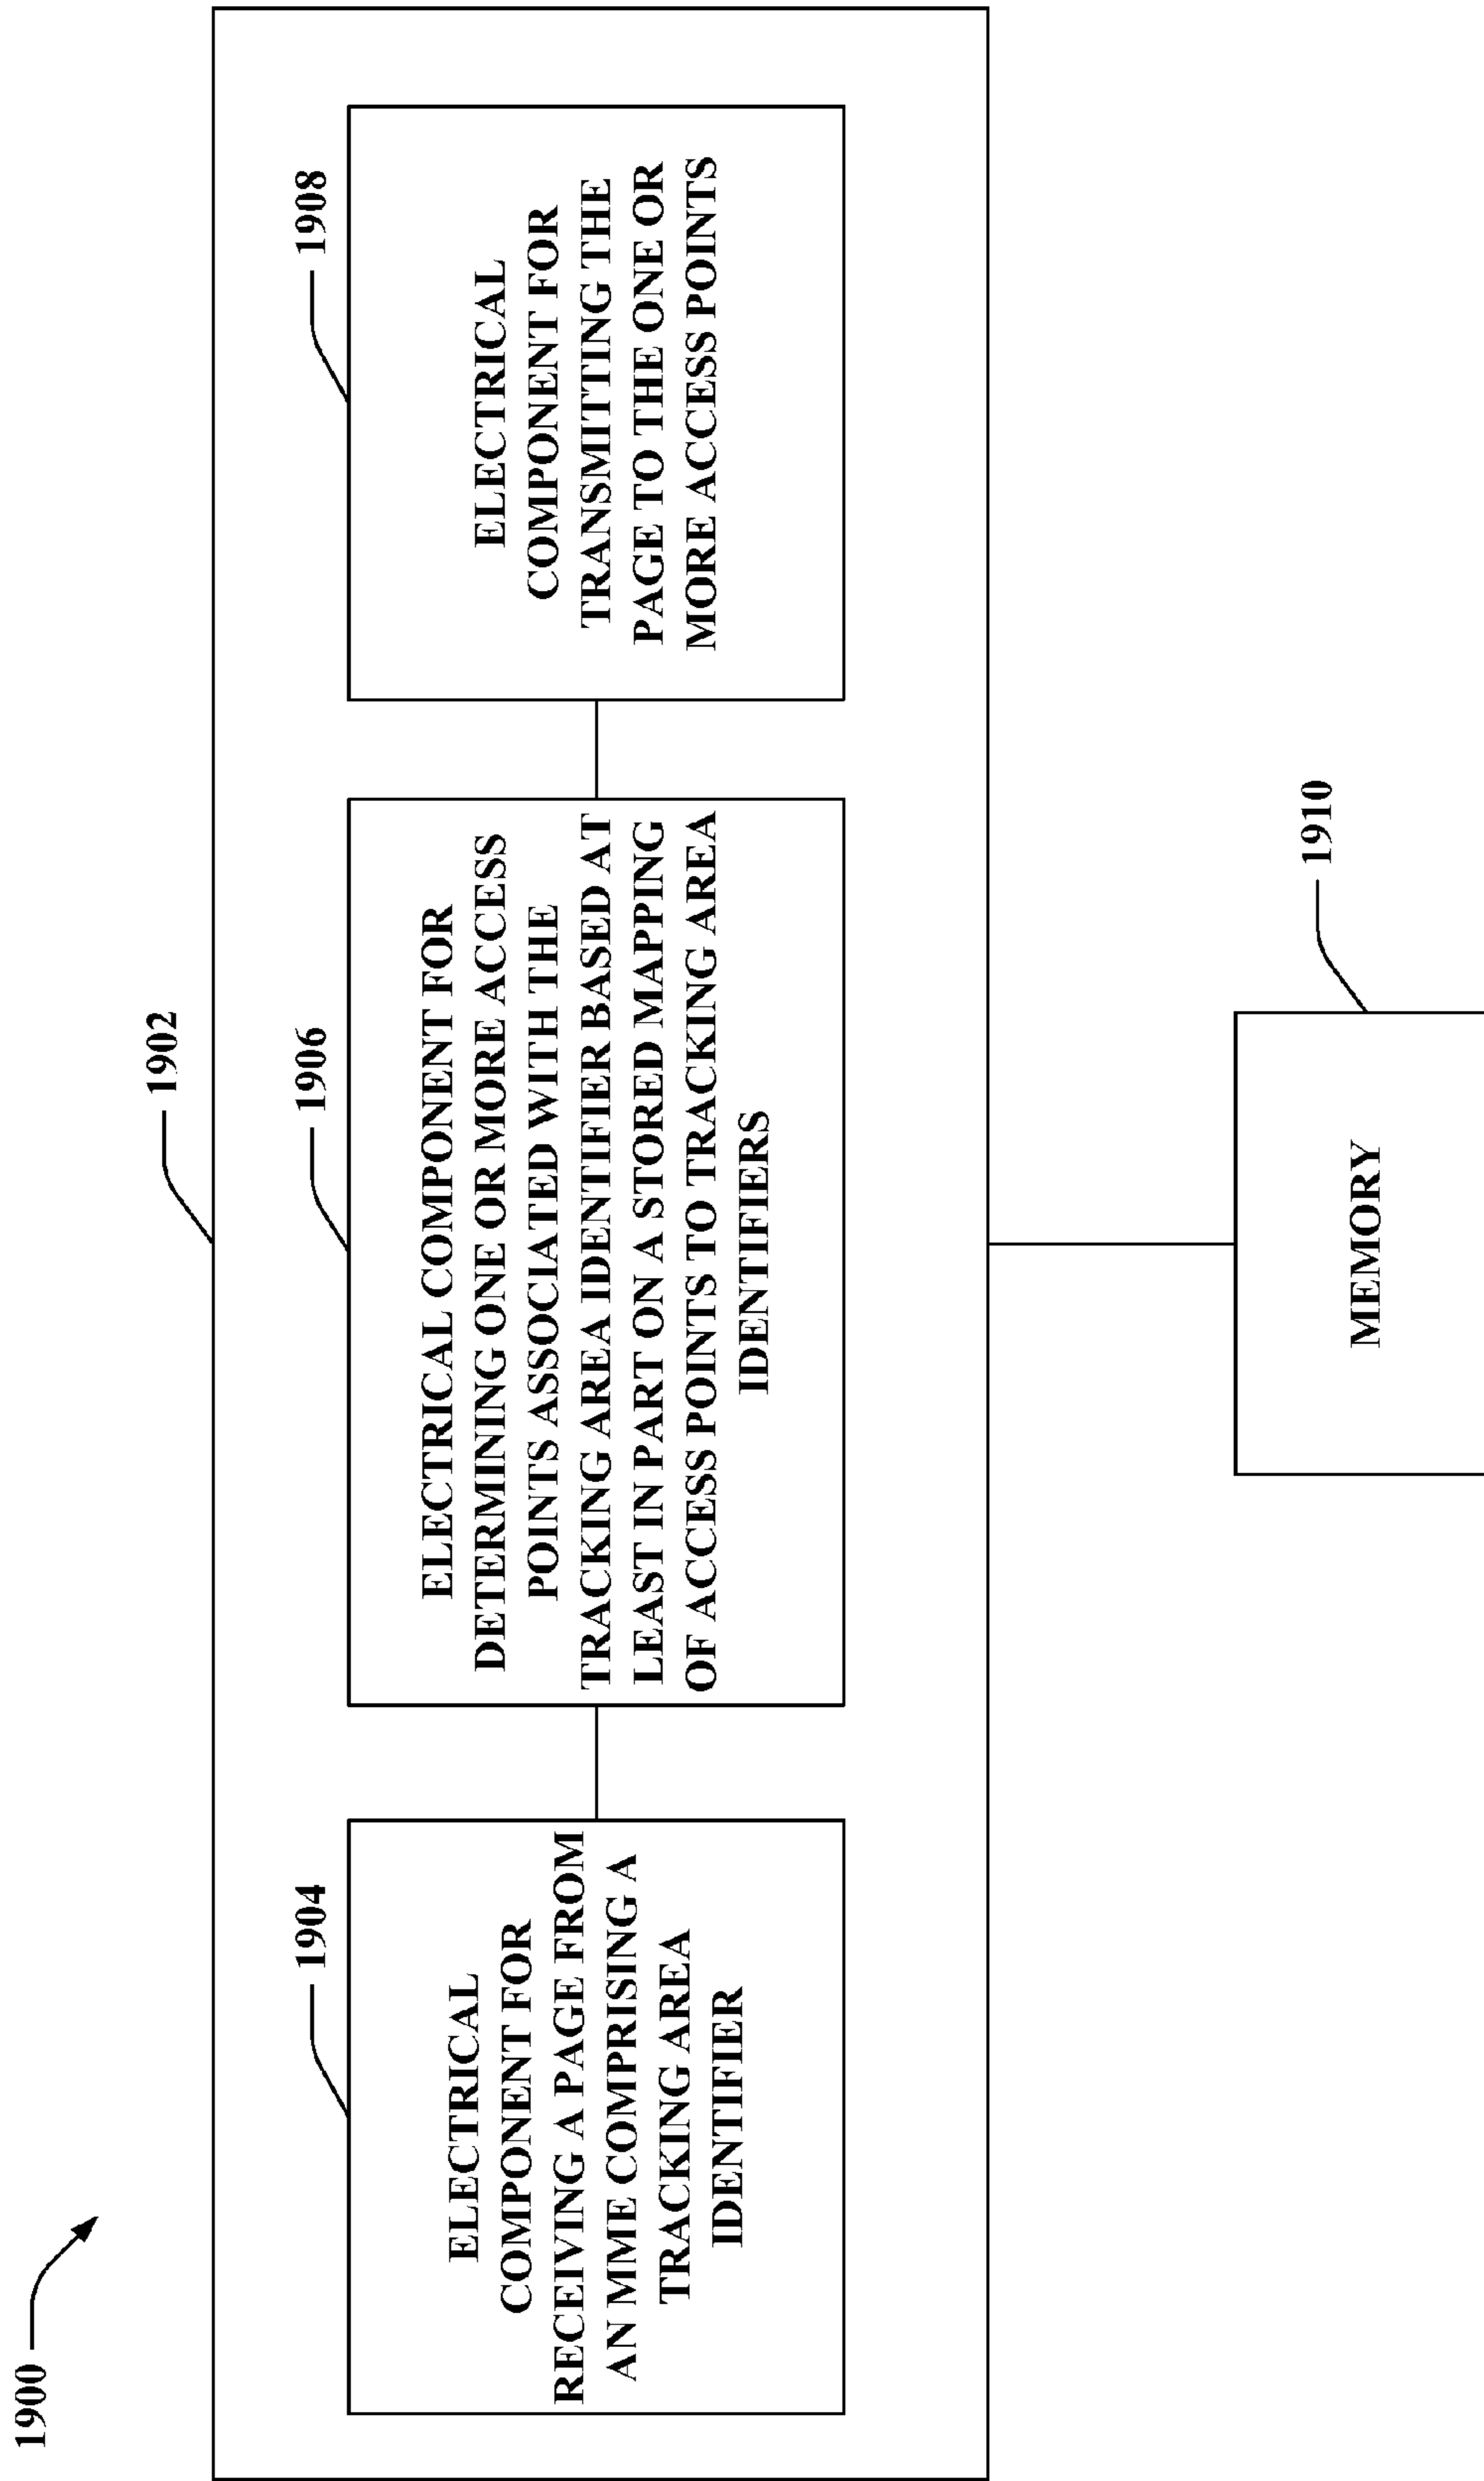 1900
1902
1904
ELECTRICAL
COMPONENT FOR
RECEIVING A PAGE FROM
AN MME COMPRISING A
TRACKING AREA
IDENTIFIER
1906
ELECTRICAL COMPONENT FOR
DETERMINING ONE OR MORE ACCESS
POINTS ASSOCIATED WITH THE
TRACKING AREA IDENTIFIER BASED AT
LEAST IN PART ON A STORED MAPPING
OF ACCESS POINTS TO TRACKING AREA
IDENTIFIERS
1908
ELECTRICAL
COMPONENT FOR
TRANSMITTING THE
PAGE TO THE ONE OR
MORE ACCESS POINTS
1910
MEMORY